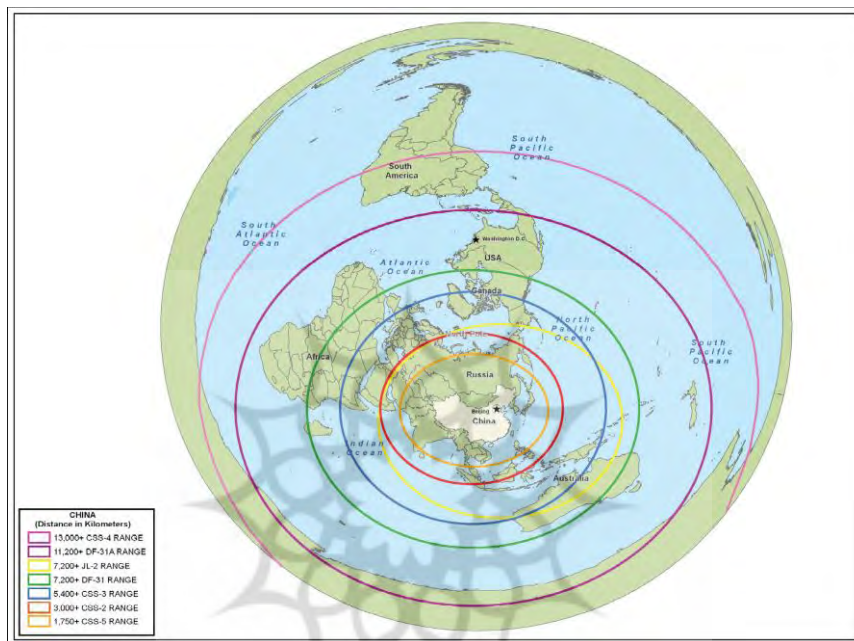 South
Pacific
Ocean
South
America
South
Atlantic
Ocean
Washington D.C.
USA
Atlantic
Ocean
Canada
North
Pacific
Ocean
South
Pacific
Ocean
Africa
Russia
Beijing
China
Indian
Ocean
Australia
CHINA
(Distance in Kilometers)
13,000+ CSS-4 RANGE
11,200+ DF-31A RANGE
7,200+ JL-2 RANGE
7,200+ DF-31 RANGE
5,400+ CSS-3 RANGE
3,000+ CSS-2 RANGE
1,750+ CSS-5 RANGE